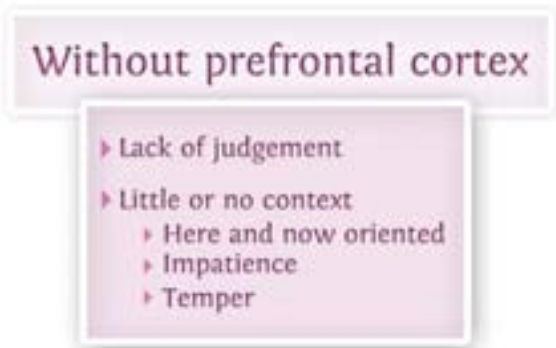 Without prefrontal cortex
Lack of judgement
Little or no context
Here and now oriented
Impatience
Temper